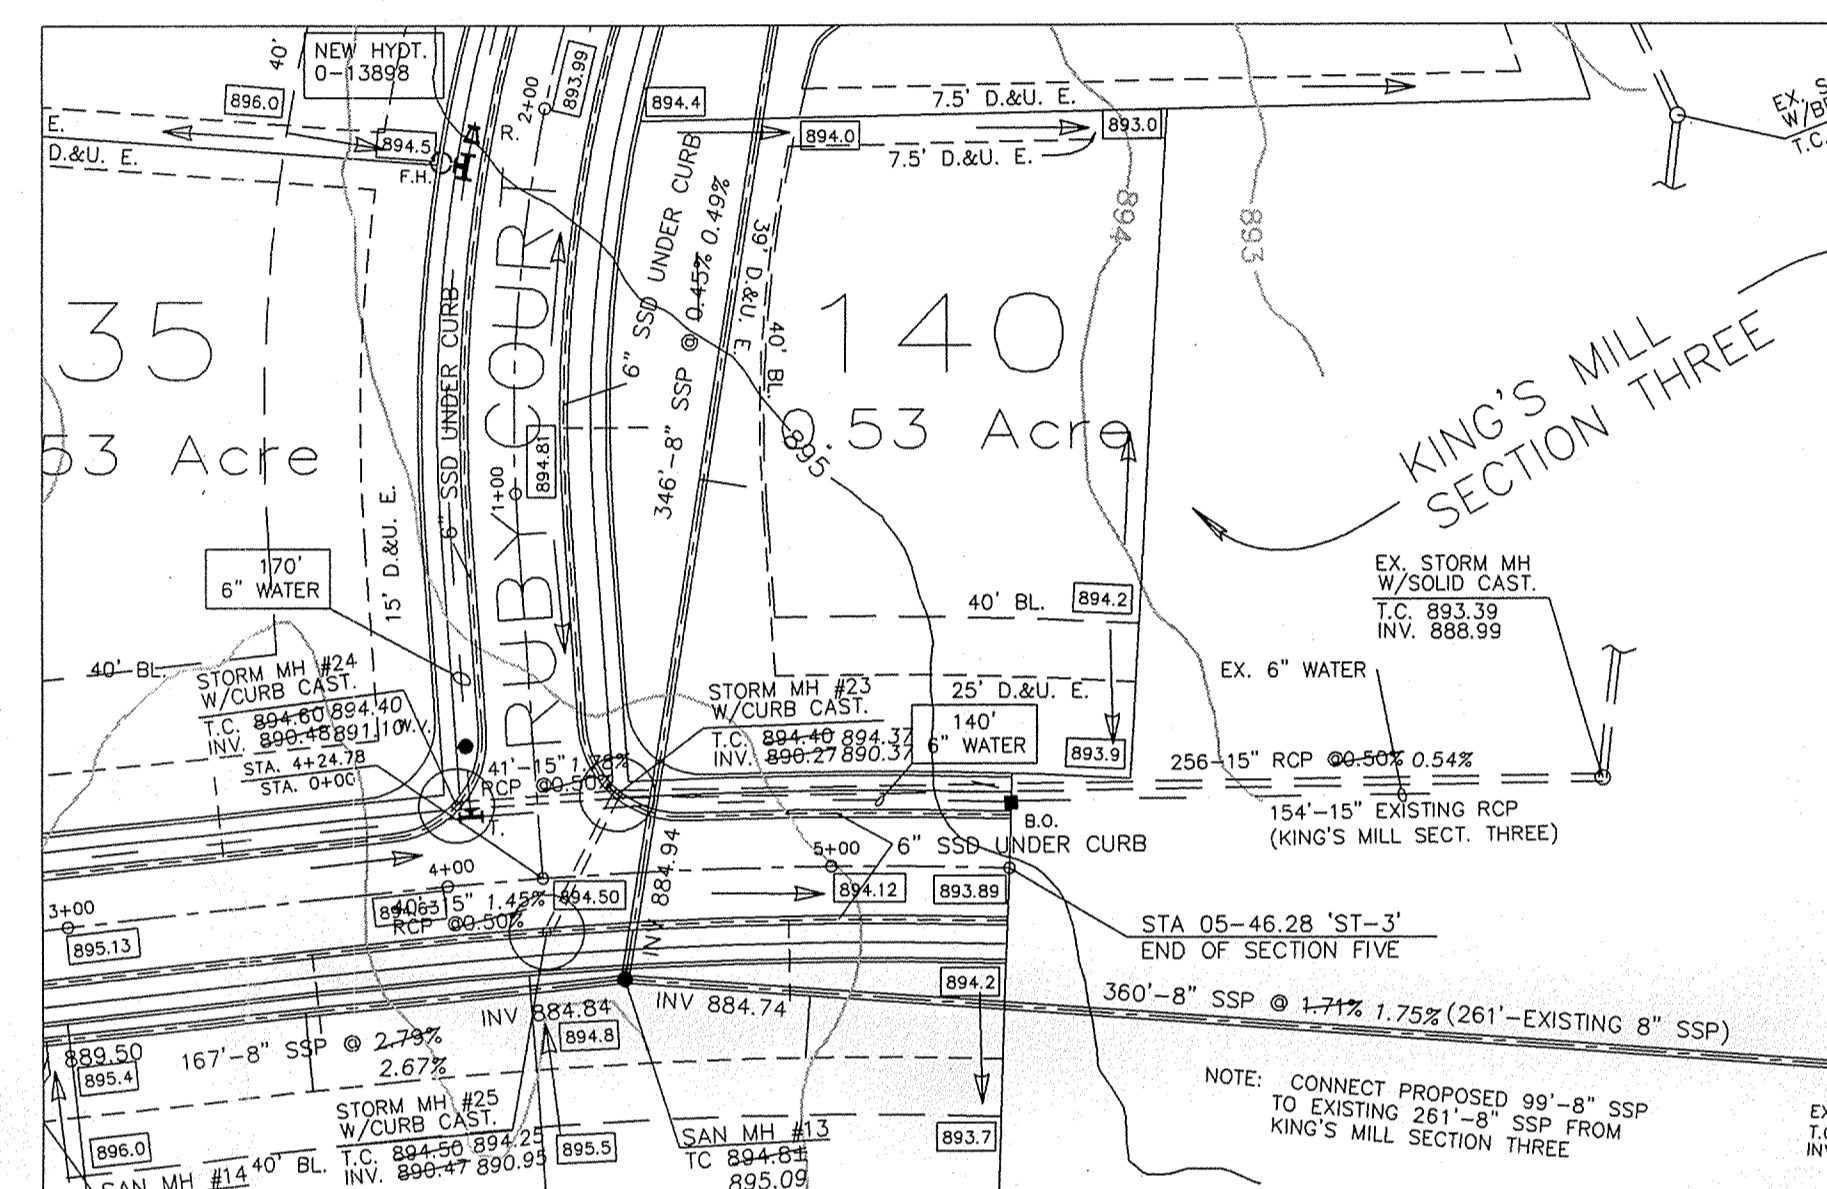 40'
NEW HYDT.
0-13898
896.0
E.
D.&U. E.
894.5
F.H.
R.
2+00
893.99
894.4
894.0
7.5' D.&U. E.
7.5' D.&U. E.
893.0
EX.
W/
T.C.
894
893
895
35
53 Acre
140
0.53 Acre
RUBY COURT
6" SSD UNDER CURB
6" SSD UNDER CURB
346'-8" SSP @ 0.45% 0.49%
39' D.&U. E.
40' BL.
894.81
1+00
15' D.&U. E.
170'
6" WATER
KING'S MILL
SECTION THREE
EX. STORM MH
W/SOLID CAST.
T.C. 893.39
INV. 888.99
40' BL.
894.2
40'-BL.
STORM MH #24
W/CURB CAST.
T.C. 894.60 894.40
INV. 890.48 891.10
W.V.
STA. 4+24.78
STA. 0+00
STORM MH #23
W/CURB CAST.
T.C. 894.40 894.37
INV. 890.27 890.37
25' D.&U. E.
140'
6" WATER
893.9
EX. 6" WATER
41'-15" 1.78%
RCP @0.50%
256-15" RCP @0.50% 0.54%
154'-15" EXISTING RCP
(KING'S MILL SECT. THREE)
T.
B.O.
6" SSD UNDER CURB
3+00
895.13
4+00
894.63
40'-15" 1.45%
RCP @0.50%
894.50
INV 884.94
5+00
894.12
893.89
STA 05-46.28 'ST-3'
END OF SECTION FIVE
894.2
360'-8" SSP @ 1.71% 1.75% (261'-EXISTING 8" SSP)
INV 884.84
INV 884.74
894.8
889.50
895.4
167'-8" SSP @ 2.79%
2.67%
STORM MH #25
W/CURB CAST.
T.C. 894.50 894.25
INV. 890.47 890.95
896.0
SAN MH #14
40' BL.
895.5
SAN MH #13
TC 894.81
895.09
893.7
NOTE: CONNECT PROPOSED 99'-8" SSP
TO EXISTING 261'-8" SSP FROM
KING'S MILL SECTION THREE